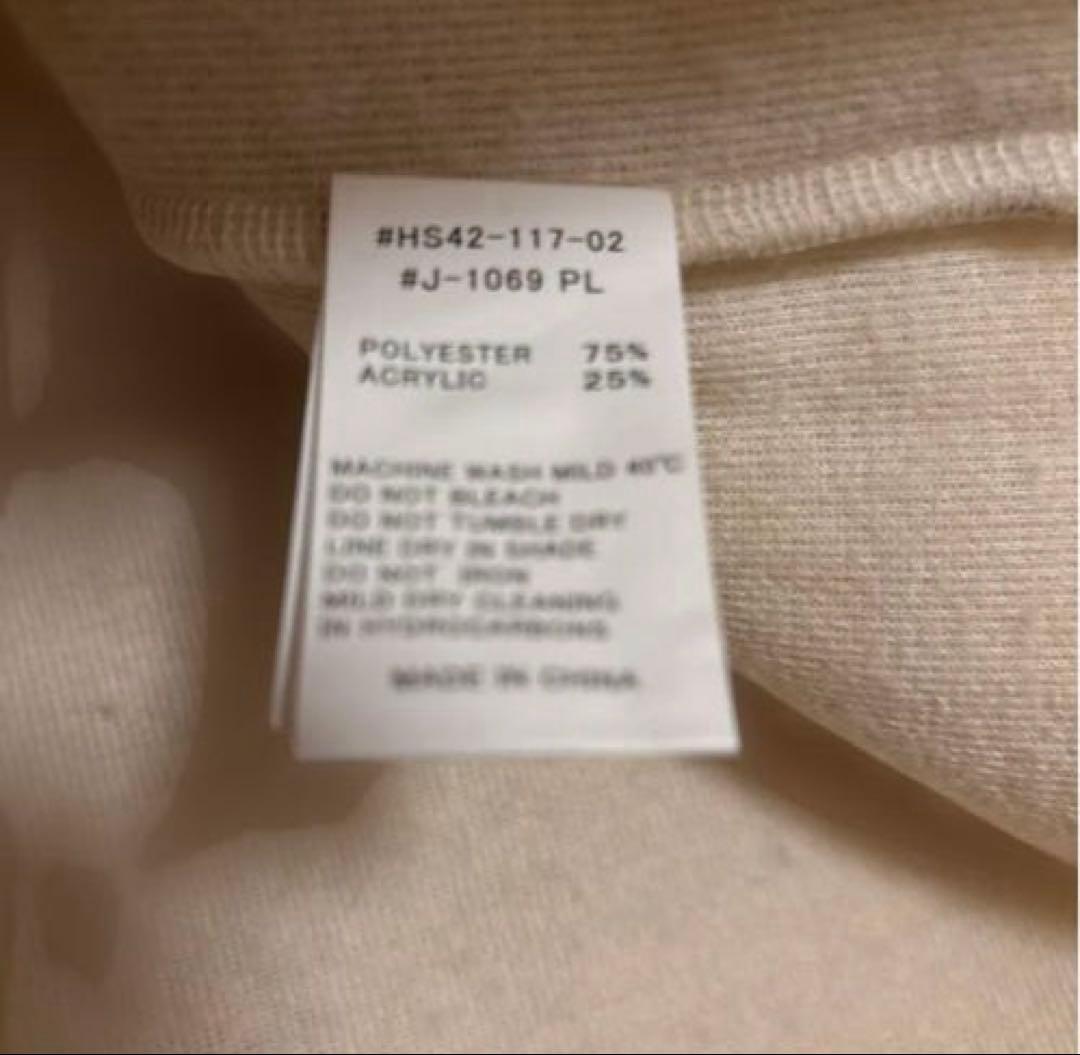 #HS42-117-02
#J-1069 PL
POLYESTER 75%
ACRYLIC 25%
MACHINE WASH MILD 40°C
DO NOT BLEACH
DO NOT TUMBLE DRY
LINE DRY IN SHADE
DO NOT IRON
MILD DRY CLEANING
IN HYDROCARBONS
MADE IN CHINA